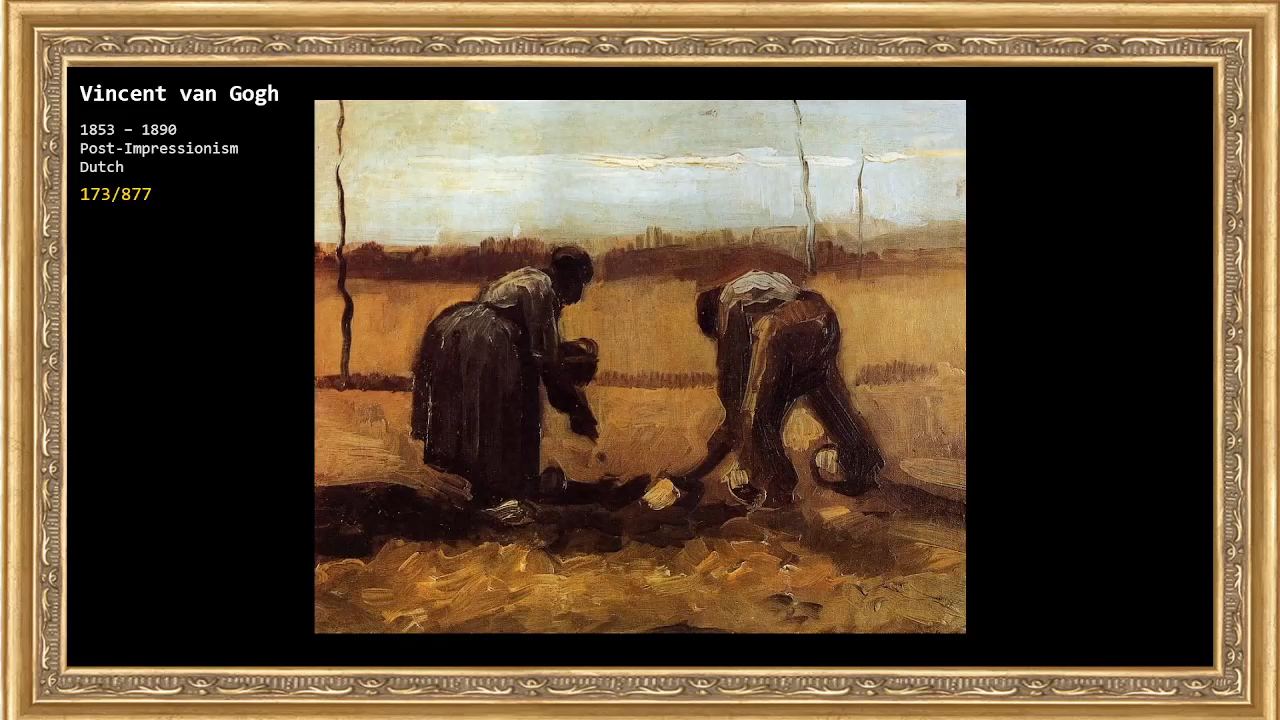 Vincent van Gogh
1853 – 1890
Post-Impressionism
Dutch
173/877